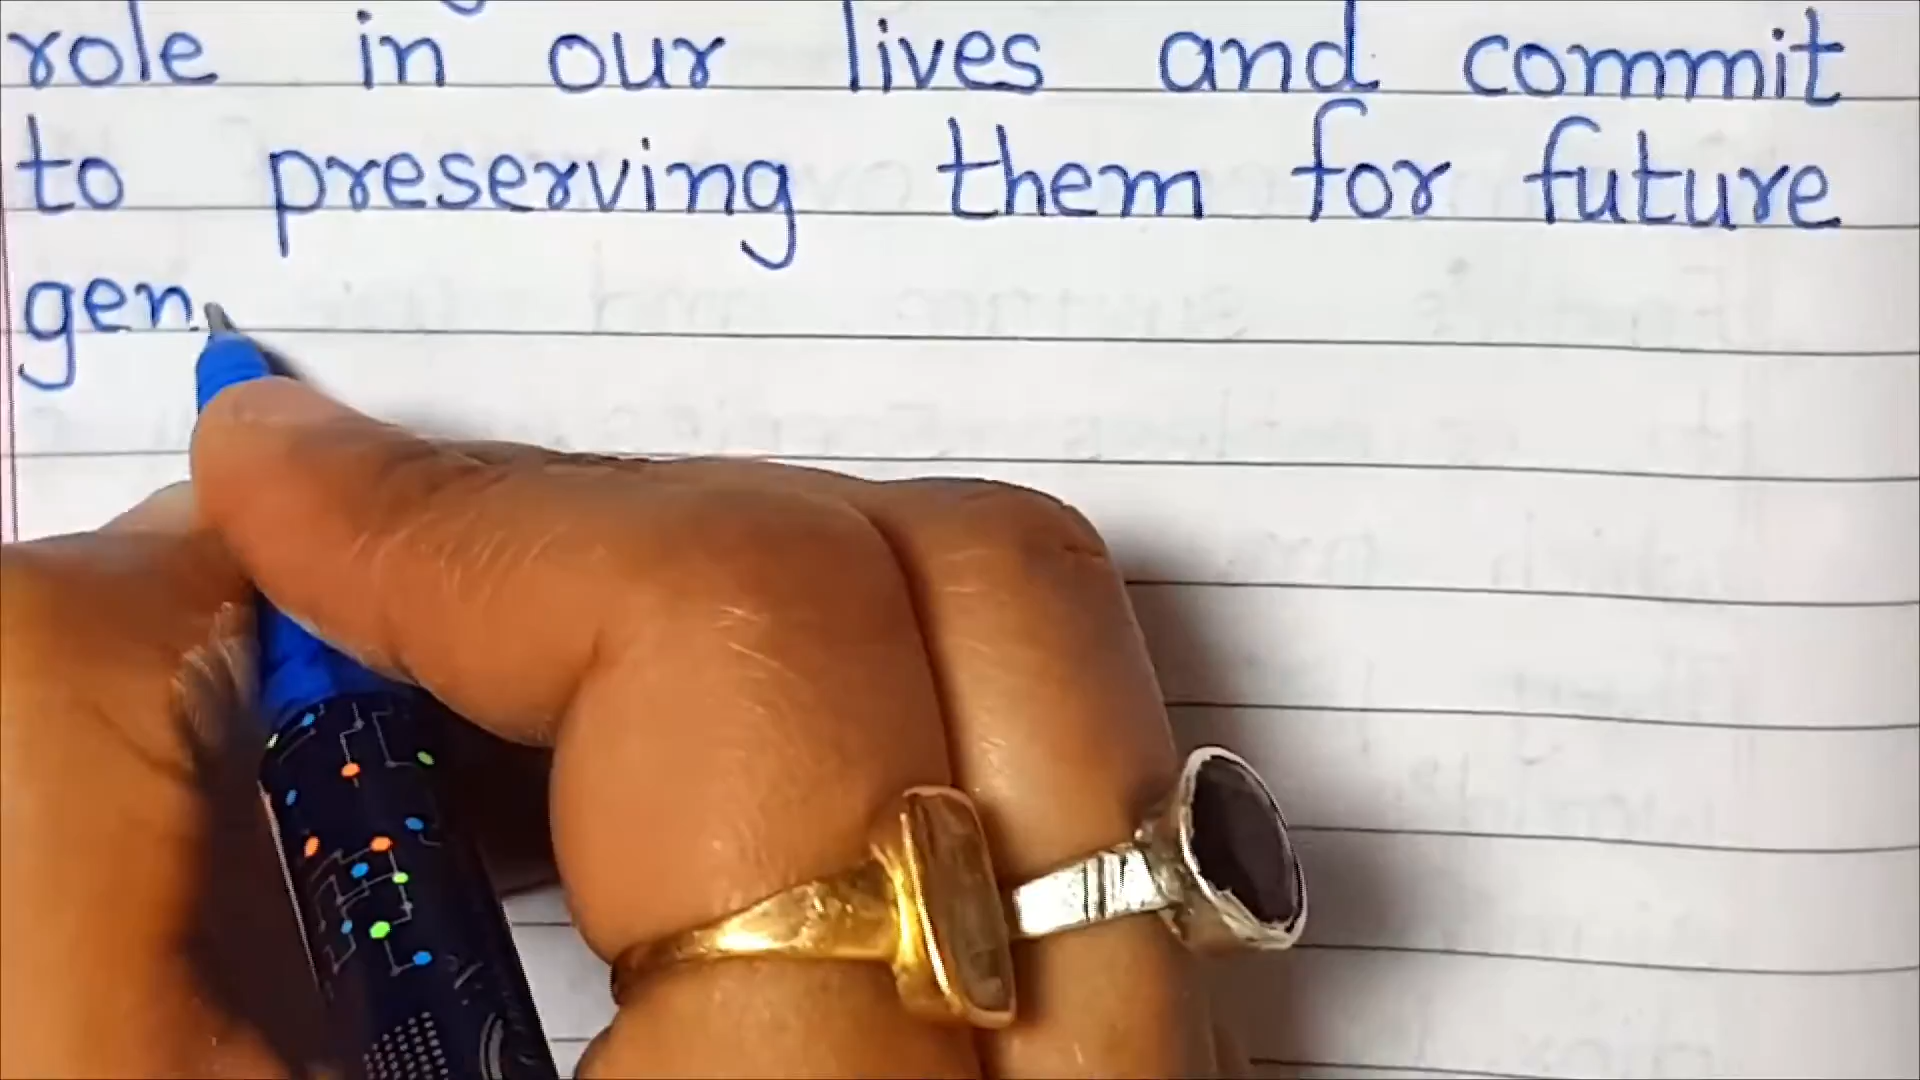 role in our lives and commit
to preserving them for future
gen